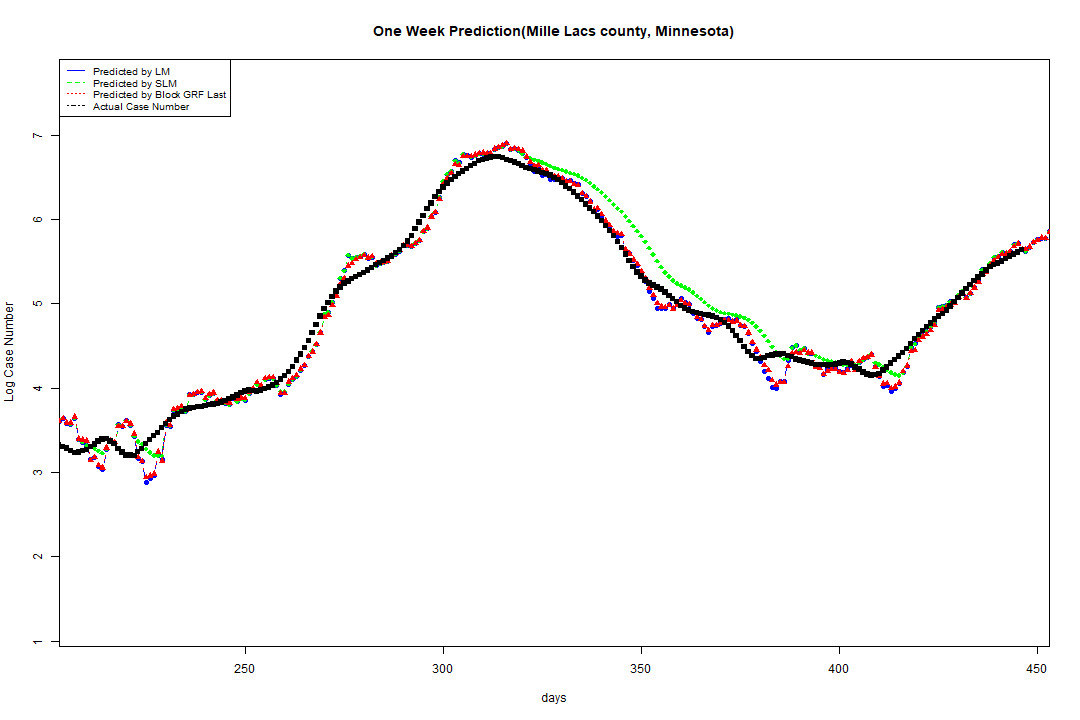 One Week Prediction(Mille Lacs county, Minnesota)
Predicted by LM
Predicted by SLM
Predicted by Block GRF Last
Actual Case Number
7
6
5
4
3
2
1
Log Case Number
250 300 350 400 450
days